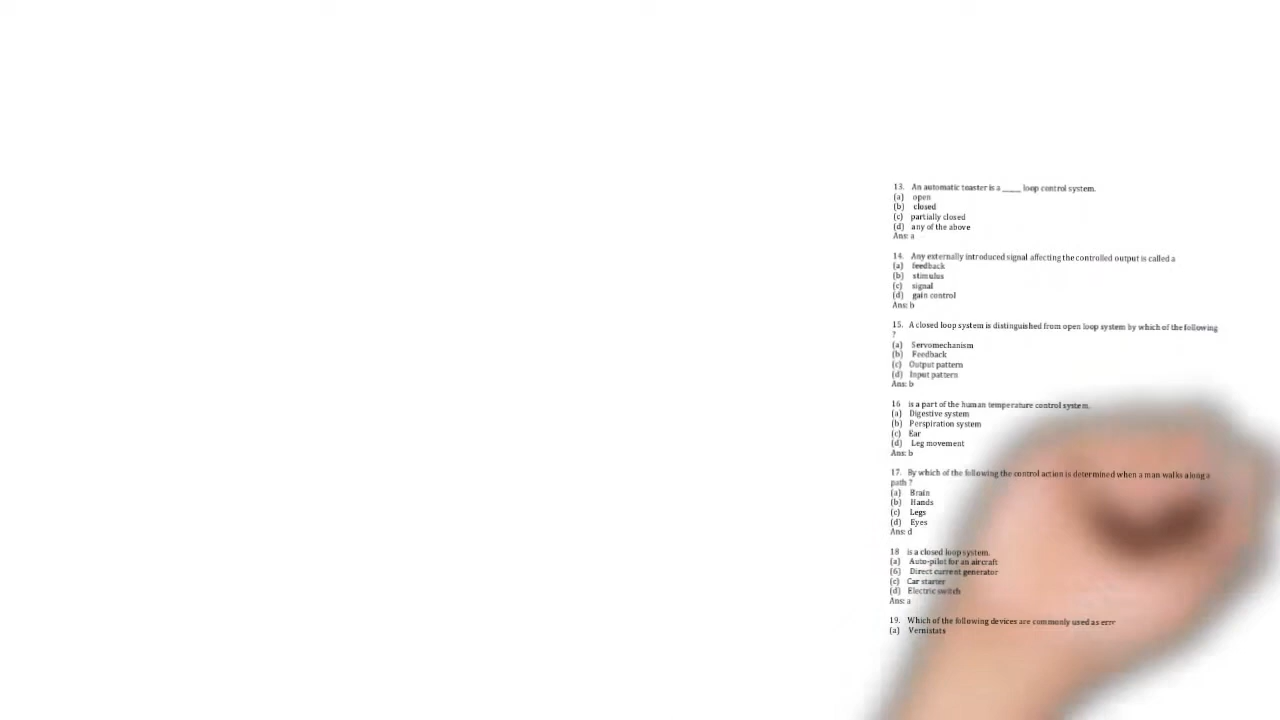 13. An automatic toaster is a _____ loop control system.
(a) open
(b) closed
(c) partially closed
(d) any of the above
Ans: a
14. Any externally introduced signal affecting the controlled output is called a
(a) feedback
(b) stimulus
(c) signal
(d) gain control
Ans: b
15. A closed loop system is distinguished from open loop system by which of the following
?
(a) Servomechanism
(b) Feedback
(c) Output pattern
(d) Input pattern
Ans: b
16 is a part of the human temperature control system.
(a) Digestive system
(b) Perspiration system
(c) Ear
(d) Leg movement
Ans: b
17. By which of the following the control action is determined when a man walks along a
path ?
(a) Brain
(b) Hands
(c) Legs
(d) Eyes
Ans: d
18 is a closed loop system.
(a) Auto-pilot for an aircraft
(6) Direct current generator
(c) Car starter
(d) Electric switch
Ans: a
19. Which of the following devices are commonly used as err
(a) Vernistats